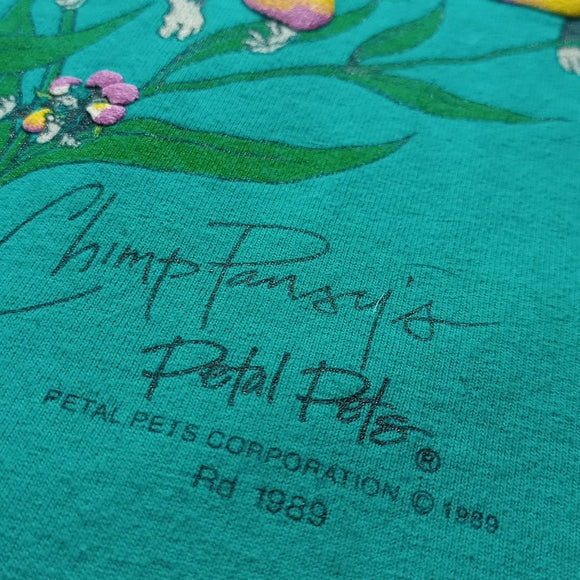 Chimp Pansy's
Petal Pets®
PETAL PETS CORPORATION © 1989
Rd 1989